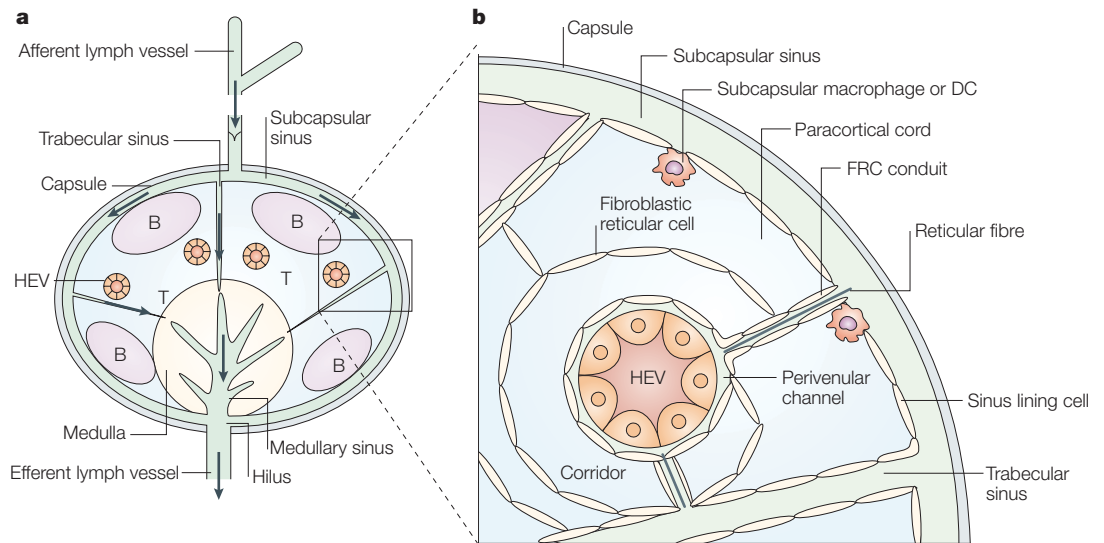 a
Afferent lymph vessel
Trabecular sinus
Subcapsular
sinus
Capsule
B
B
HEV
T
T
B
B
Medulla
Medullary sinus
Efferent lymph vessel
Hilus
b
Capsule
Subcapsular sinus
Subcapsular macrophage or DC
Paracortical cord
FRC conduit
Fibroblastic
reticular cell
Reticular fibre
HEV
Perivenular
channel
Sinus lining cell
Corridor
Trabecular
sinus